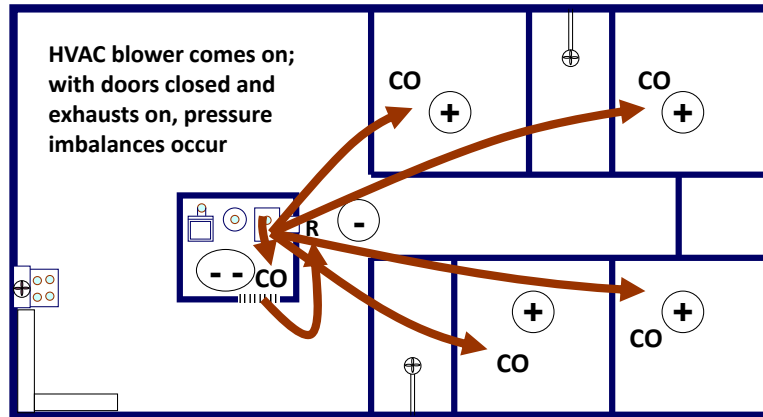 HVAC blower comes on;
with doors closed and
exhausts on, pressure
imbalances occur
CO
+
CO
+
R
-
- -
CO
+
CO
+
CO